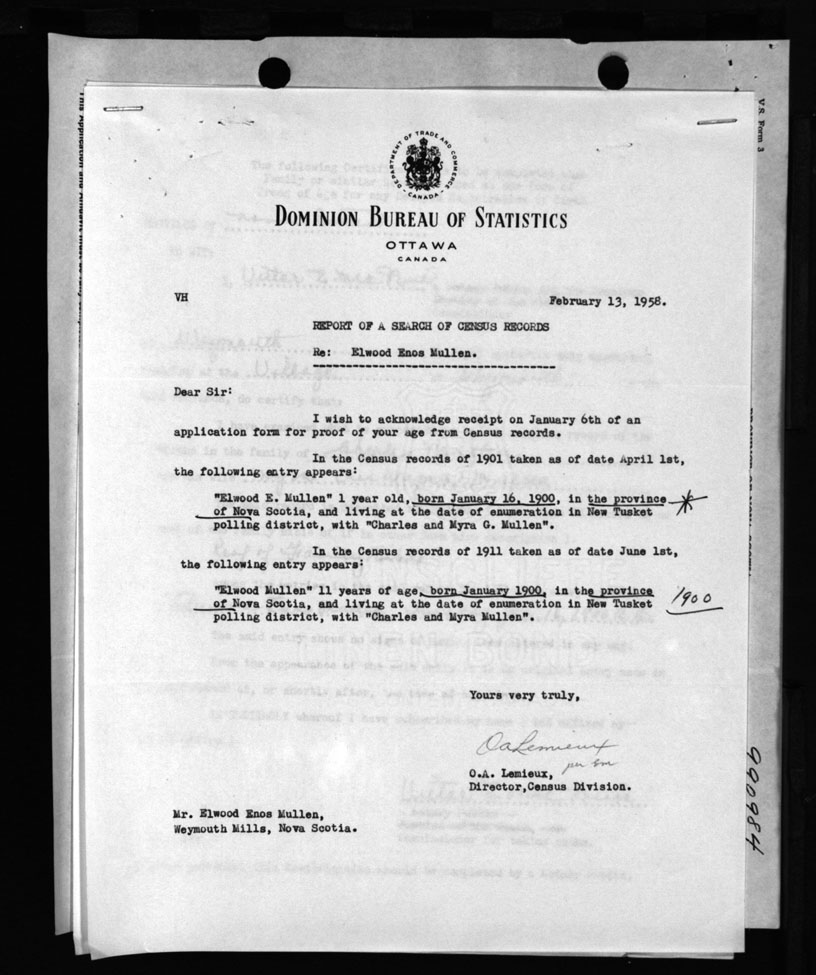 V.S. Form 3
DEPARTMENT OF TRADE AND COMMERCE
CANADA
DOMINION BUREAU OF STATISTICS
OTTAWA
CANADA
VH
February 13, 1958.
REPORT OF A SEARCH OF CENSUS RECORDS
Re: Elwood Enos Mullen.
Dear Sir:
I wish to acknowledge receipt on January 6th of an
application form for proof of your age from Census records.
In the Census records of 1901 taken as of date April 1st,
the following entry appears:
"Elwood E. Mullen" 1 year old, born January 16, 1900, in the province
of Nova Scotia, and living at the date of enumeration in New Tusket
polling district, with "Charles and Myra G. Mullen".
In the Census records of 1911 taken as of date June 1st,
the following entry appears:
"Elwood Mullen" 11 years of age, born January 1900, in the province
of Nova Scotia, and living at the date of enumeration in New Tusket
polling district, with "Charles and Myra Mullen".
1900
Yours very truly,
OaLemieux
per
O.A. Lemieux,
Director,Census Division.
Mr. Elwood Enos Mullen,
Weymouth Mills, Nova Scotia.
990984